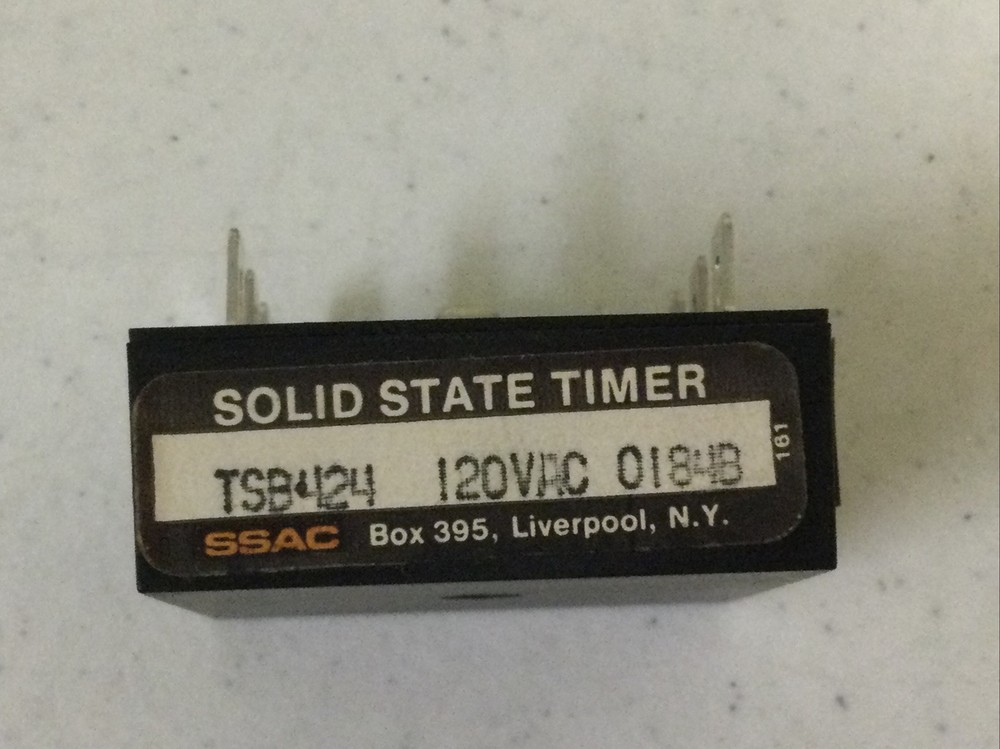 SOLID STATE TIMER
TSB424 120VAC 0184B
161
SSAC Box 395, Liverpool, N.Y.